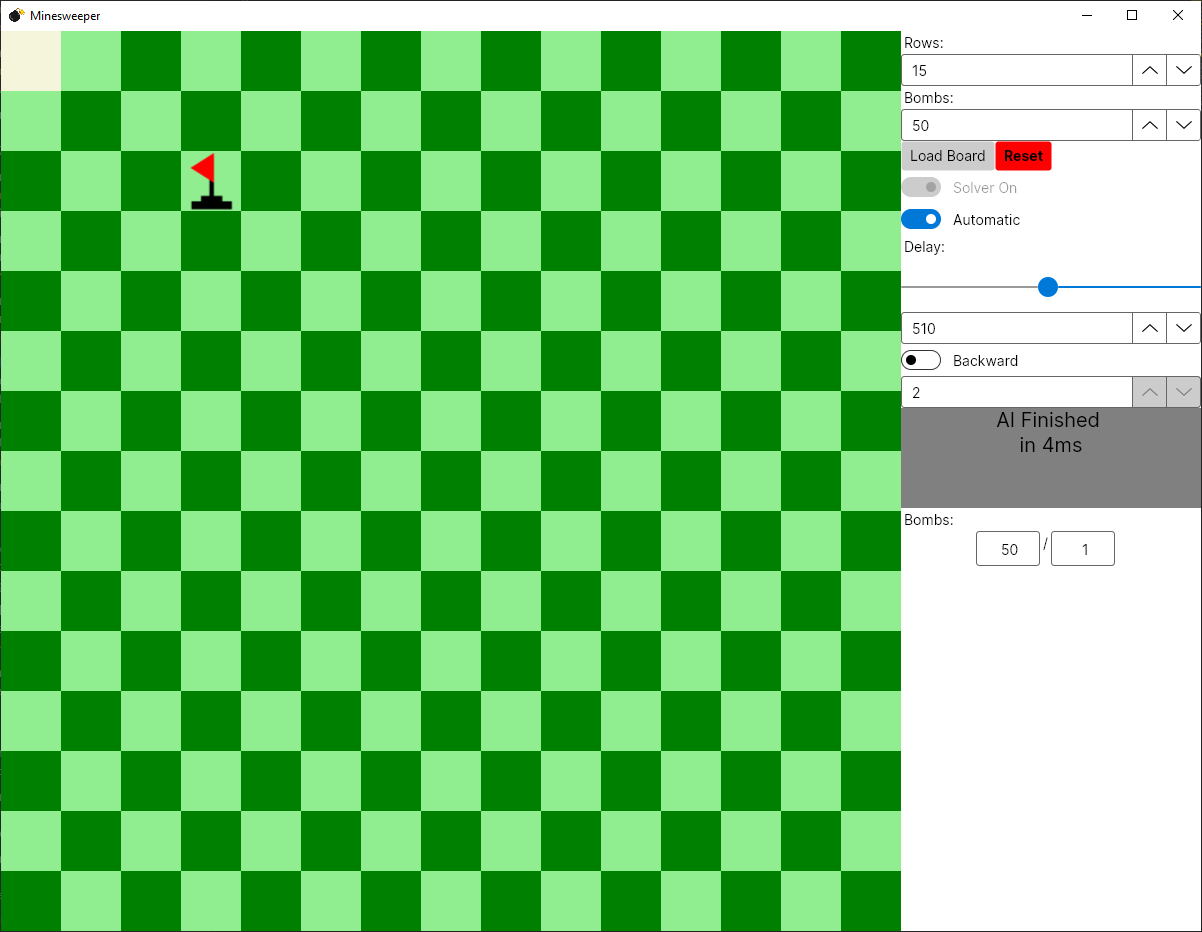 Minesweeper
Rows:
15
Bombs:
50
Load Board Reset
Solver On
Automatic
Delay:
510
Backward
2
AI Finished
in 4ms
Bombs:
50 / 1